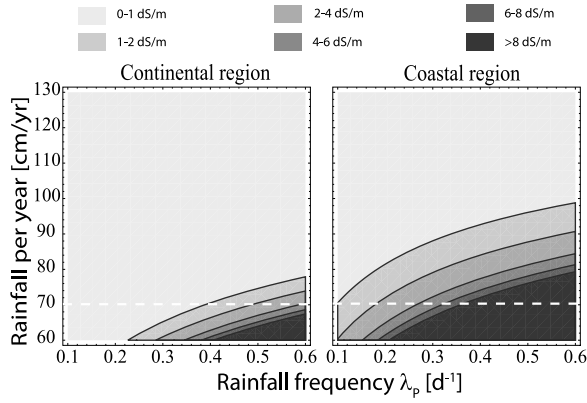 0-1 dS/m 2-4 dS/m 6-8 dS/m
1-2 dS/m 4-6 dS/m >8 dS/m
Continental region Coastal region
Rainfall per year [cm/yr]
130
120
110
100
90
80
70
60
0.1 0.2 0.3 0.4 0.5 0.6 0.1 0.2 0.3 0.4 0.5 0.6
Rainfall frequency λₚ [d⁻¹]